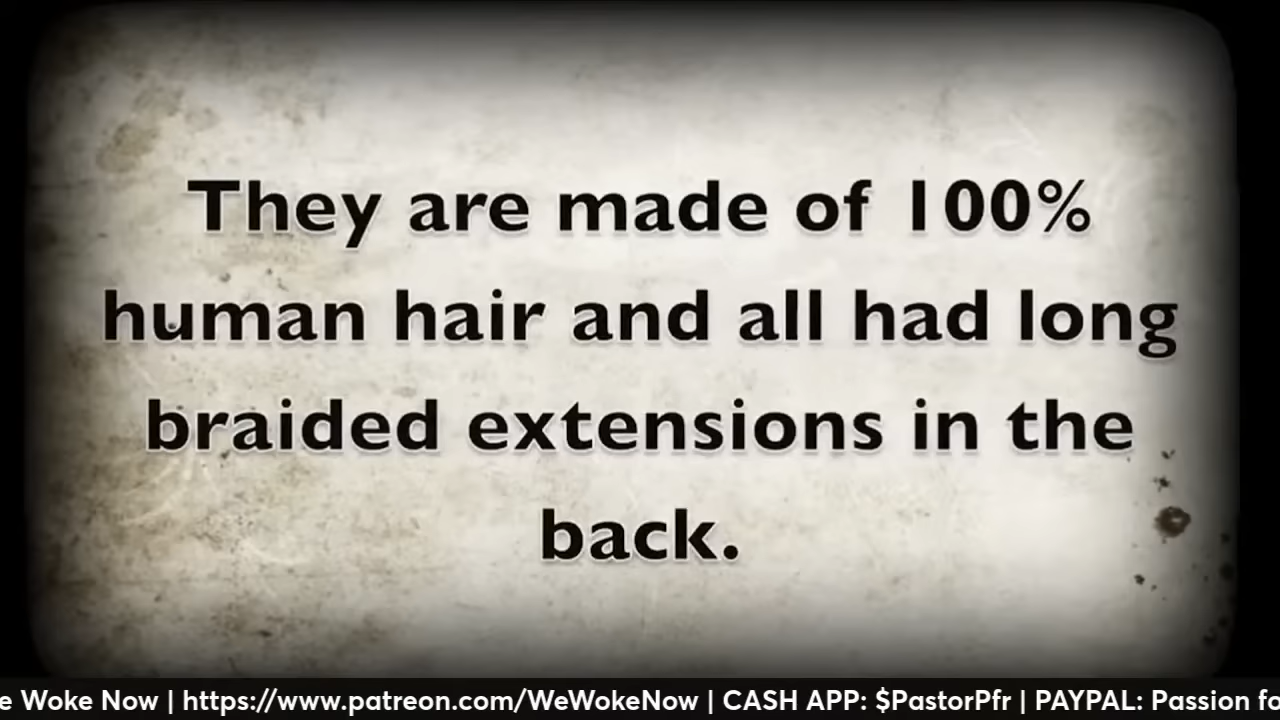 They are made of 100%
human hair and all had long
braided extensions in the
back.
e Woke Now | https://www.patreon.com/WeWokeNow | CASH APP: $PastorPfr | PAYPAL: Passion fo